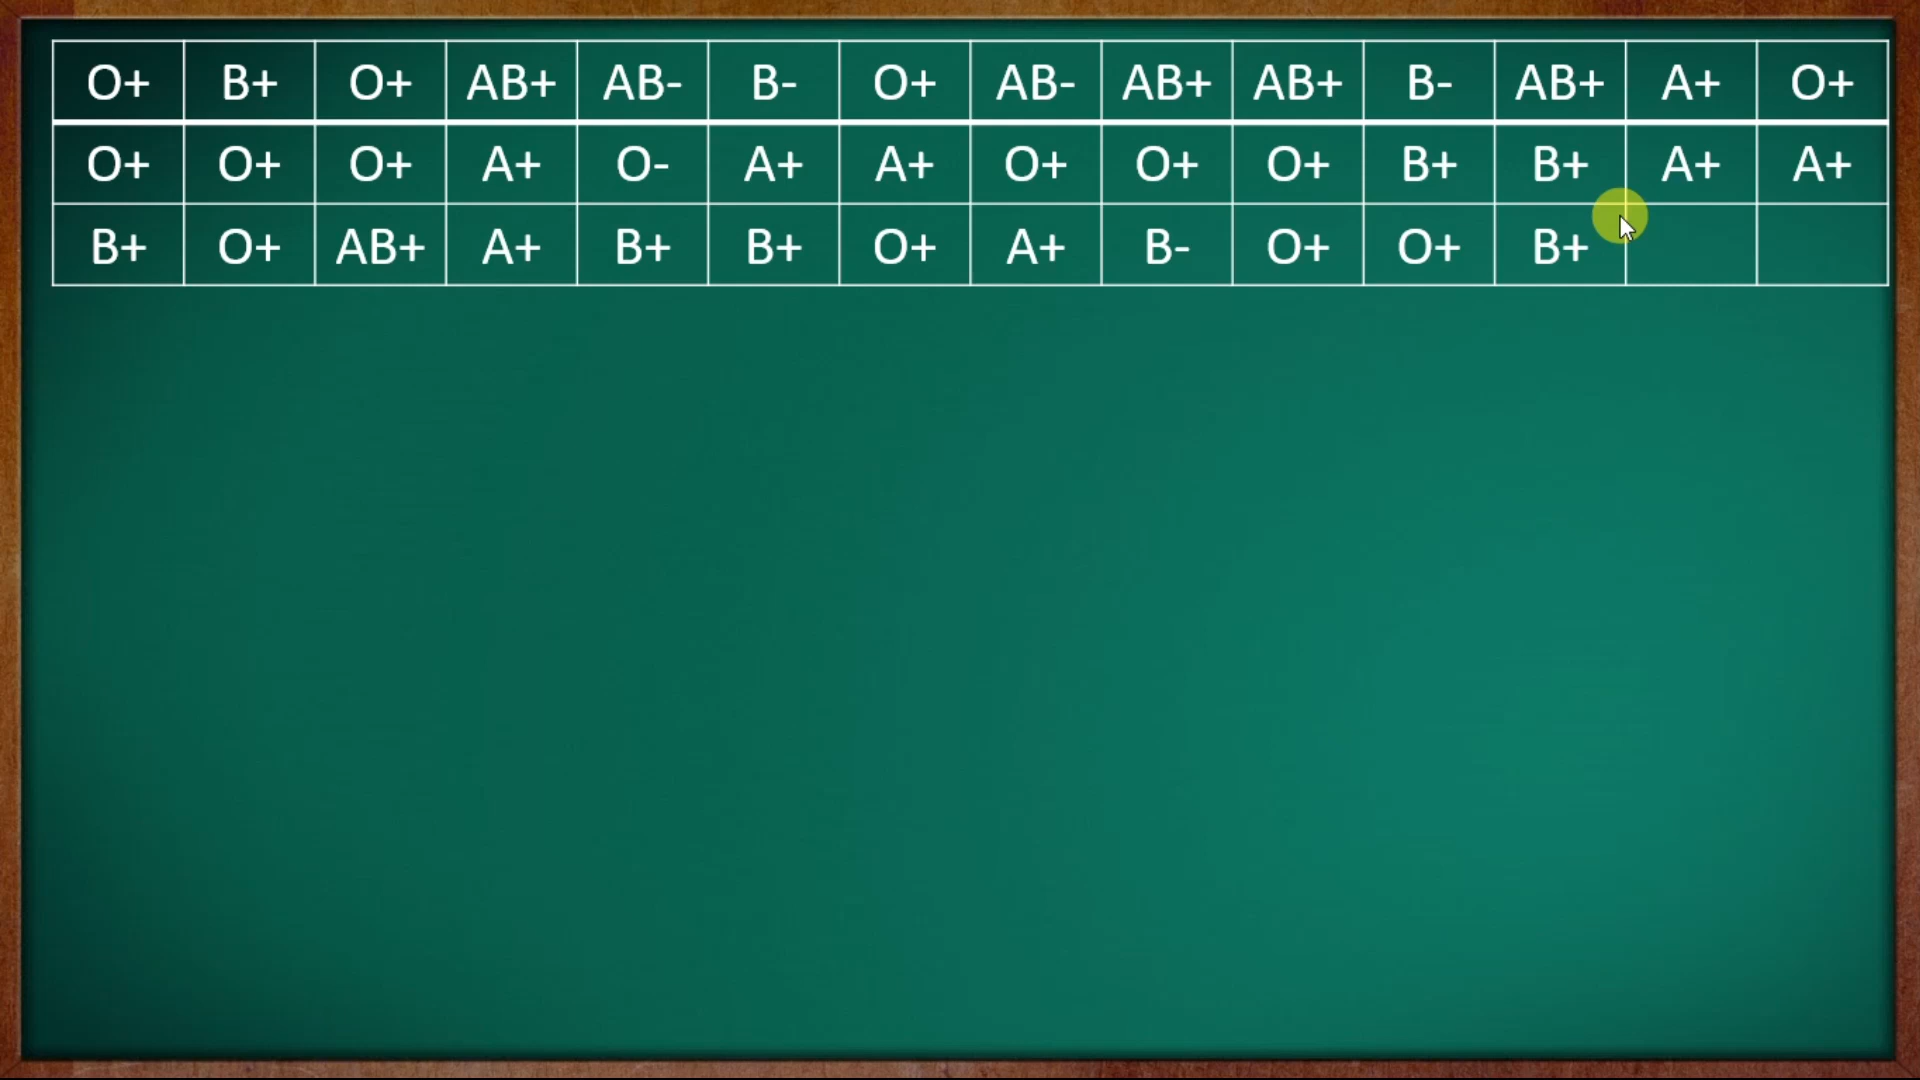 O+ B+ O+ AB+ AB- B- O+ AB- AB+ AB+ B- AB+ A+ O+
O+ O+ O+ A+ O- A+ A+ O+ O+ O+ B+ B+ A+ A+
B+ O+ AB+ A+ B+ B+ O+ A+ B- O+ O+ B+